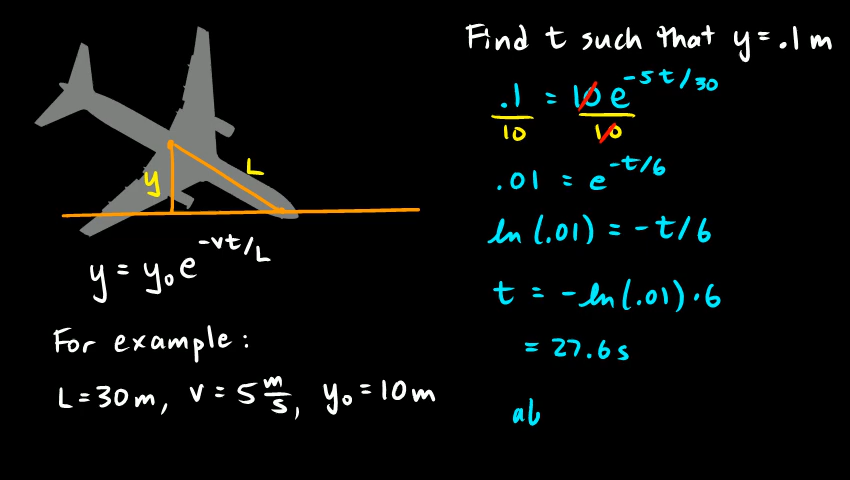 y
L
y = y₀e^(-vt/L)
For example:
L = 30m, v = 5 m/s, y₀ = 10m
Find t such that y = .1 m
.1/10 = 10e^(-5t/30)/10
.01 = e^(-t/6)
ln(.01) = -t/6
t = -ln(.01)·6
= 27.6 s
ab